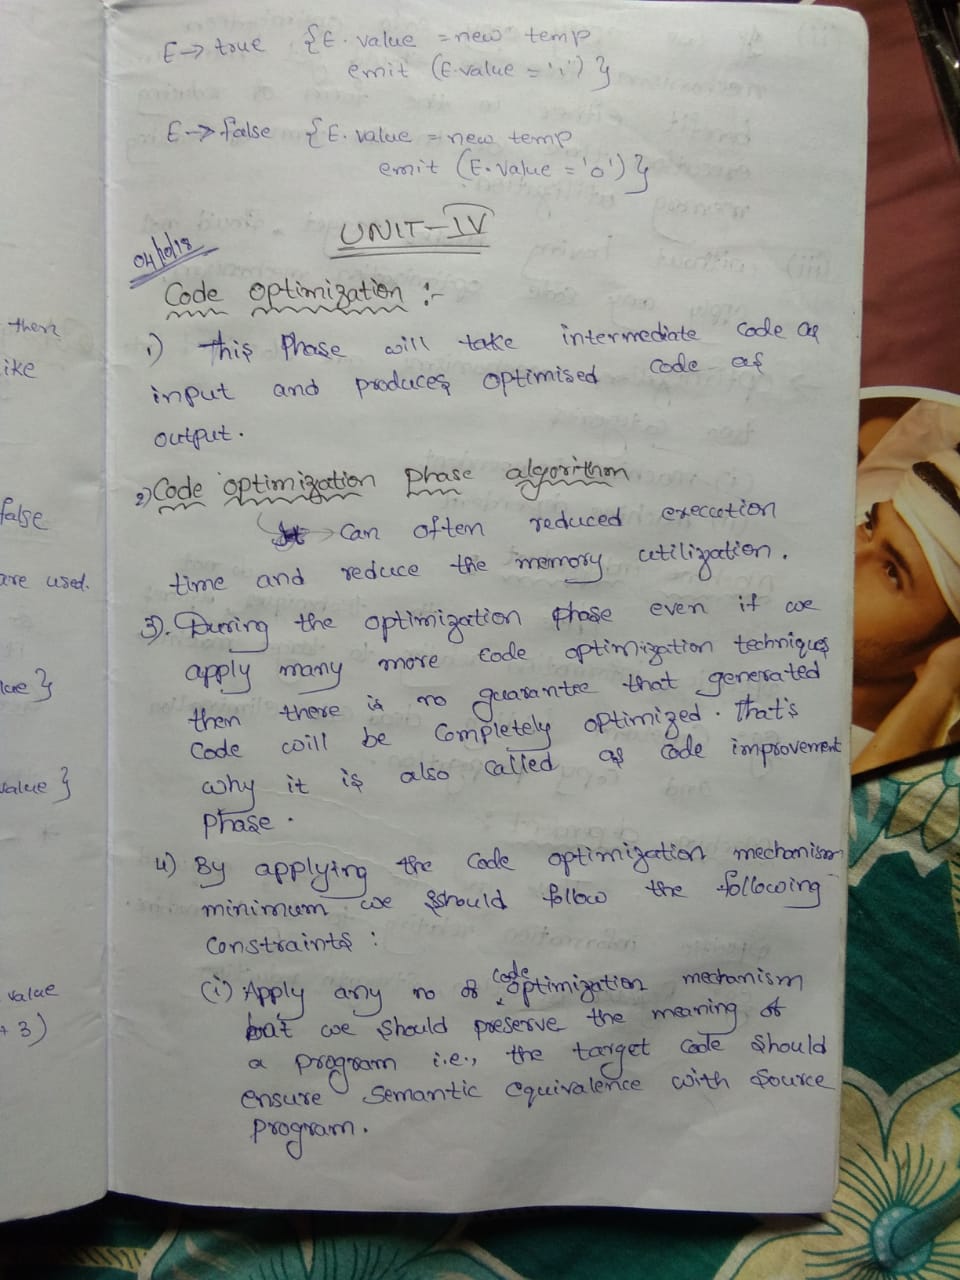 E→ true {E. value = new temp
emit (E.value = '1') }
E→ false {E. value = new temp
emit (E.value = '0') }
UNIT-IV
04/10/18
Code optimization :-
1) This Phase will take intermediate code as
input and produces optimised code as
output.
2) Code optimization Phase algorithm
→ can often reduced execution
time and reduce the memory utilization.
3). During the optimization phase even if we
apply many more code optimization techniques
then there is no guarantee that generated
code will be completely optimized. That's
why it is also called as code improvement
phase.
4) By applying the code optimization mechanism
minimum we should follow the following
constraints :
(i) Apply any no of code optimization mechanism
but we should preserve the meaning of
a program i.e., the target code should
ensure semantic equivalence with source
program.
then
ike
false
are used.
lue }
value }
value
+ 3)